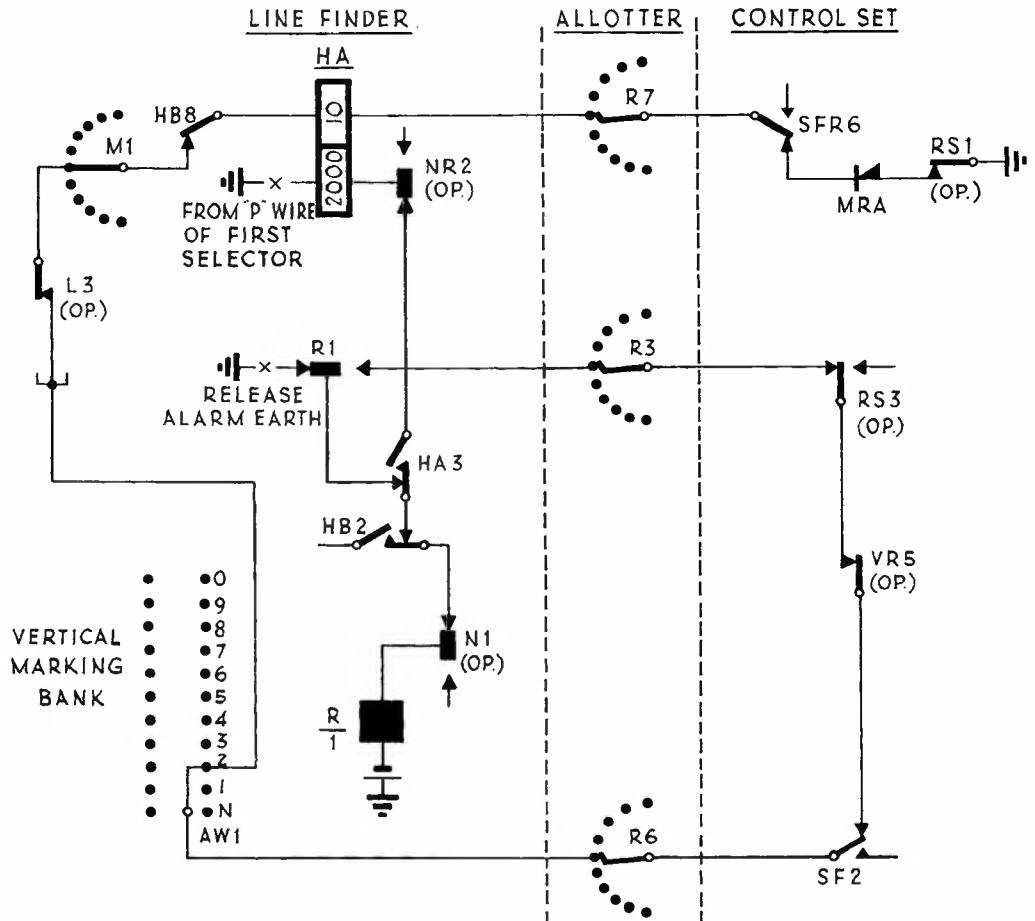 LINE FINDER
ALLOTTER
CONTROL SET
HA
10
2000
HB8
M1
NR2
(OP.)
R7
SFR6
RS1
(OP.)
MRA
FROM "P" WIRE
OF FIRST
SELECTOR
L3
(OP.)
R1
RELEASE
ALARM EARTH
R3
RS3
(OP.)
HA3
HB2
VR5
(OP.)
VERTICAL
MARKING
BANK
0
9
8
7
6
5
4
3
2
1
N
AW1
N1
(OP.)
R
1
R6
SF2